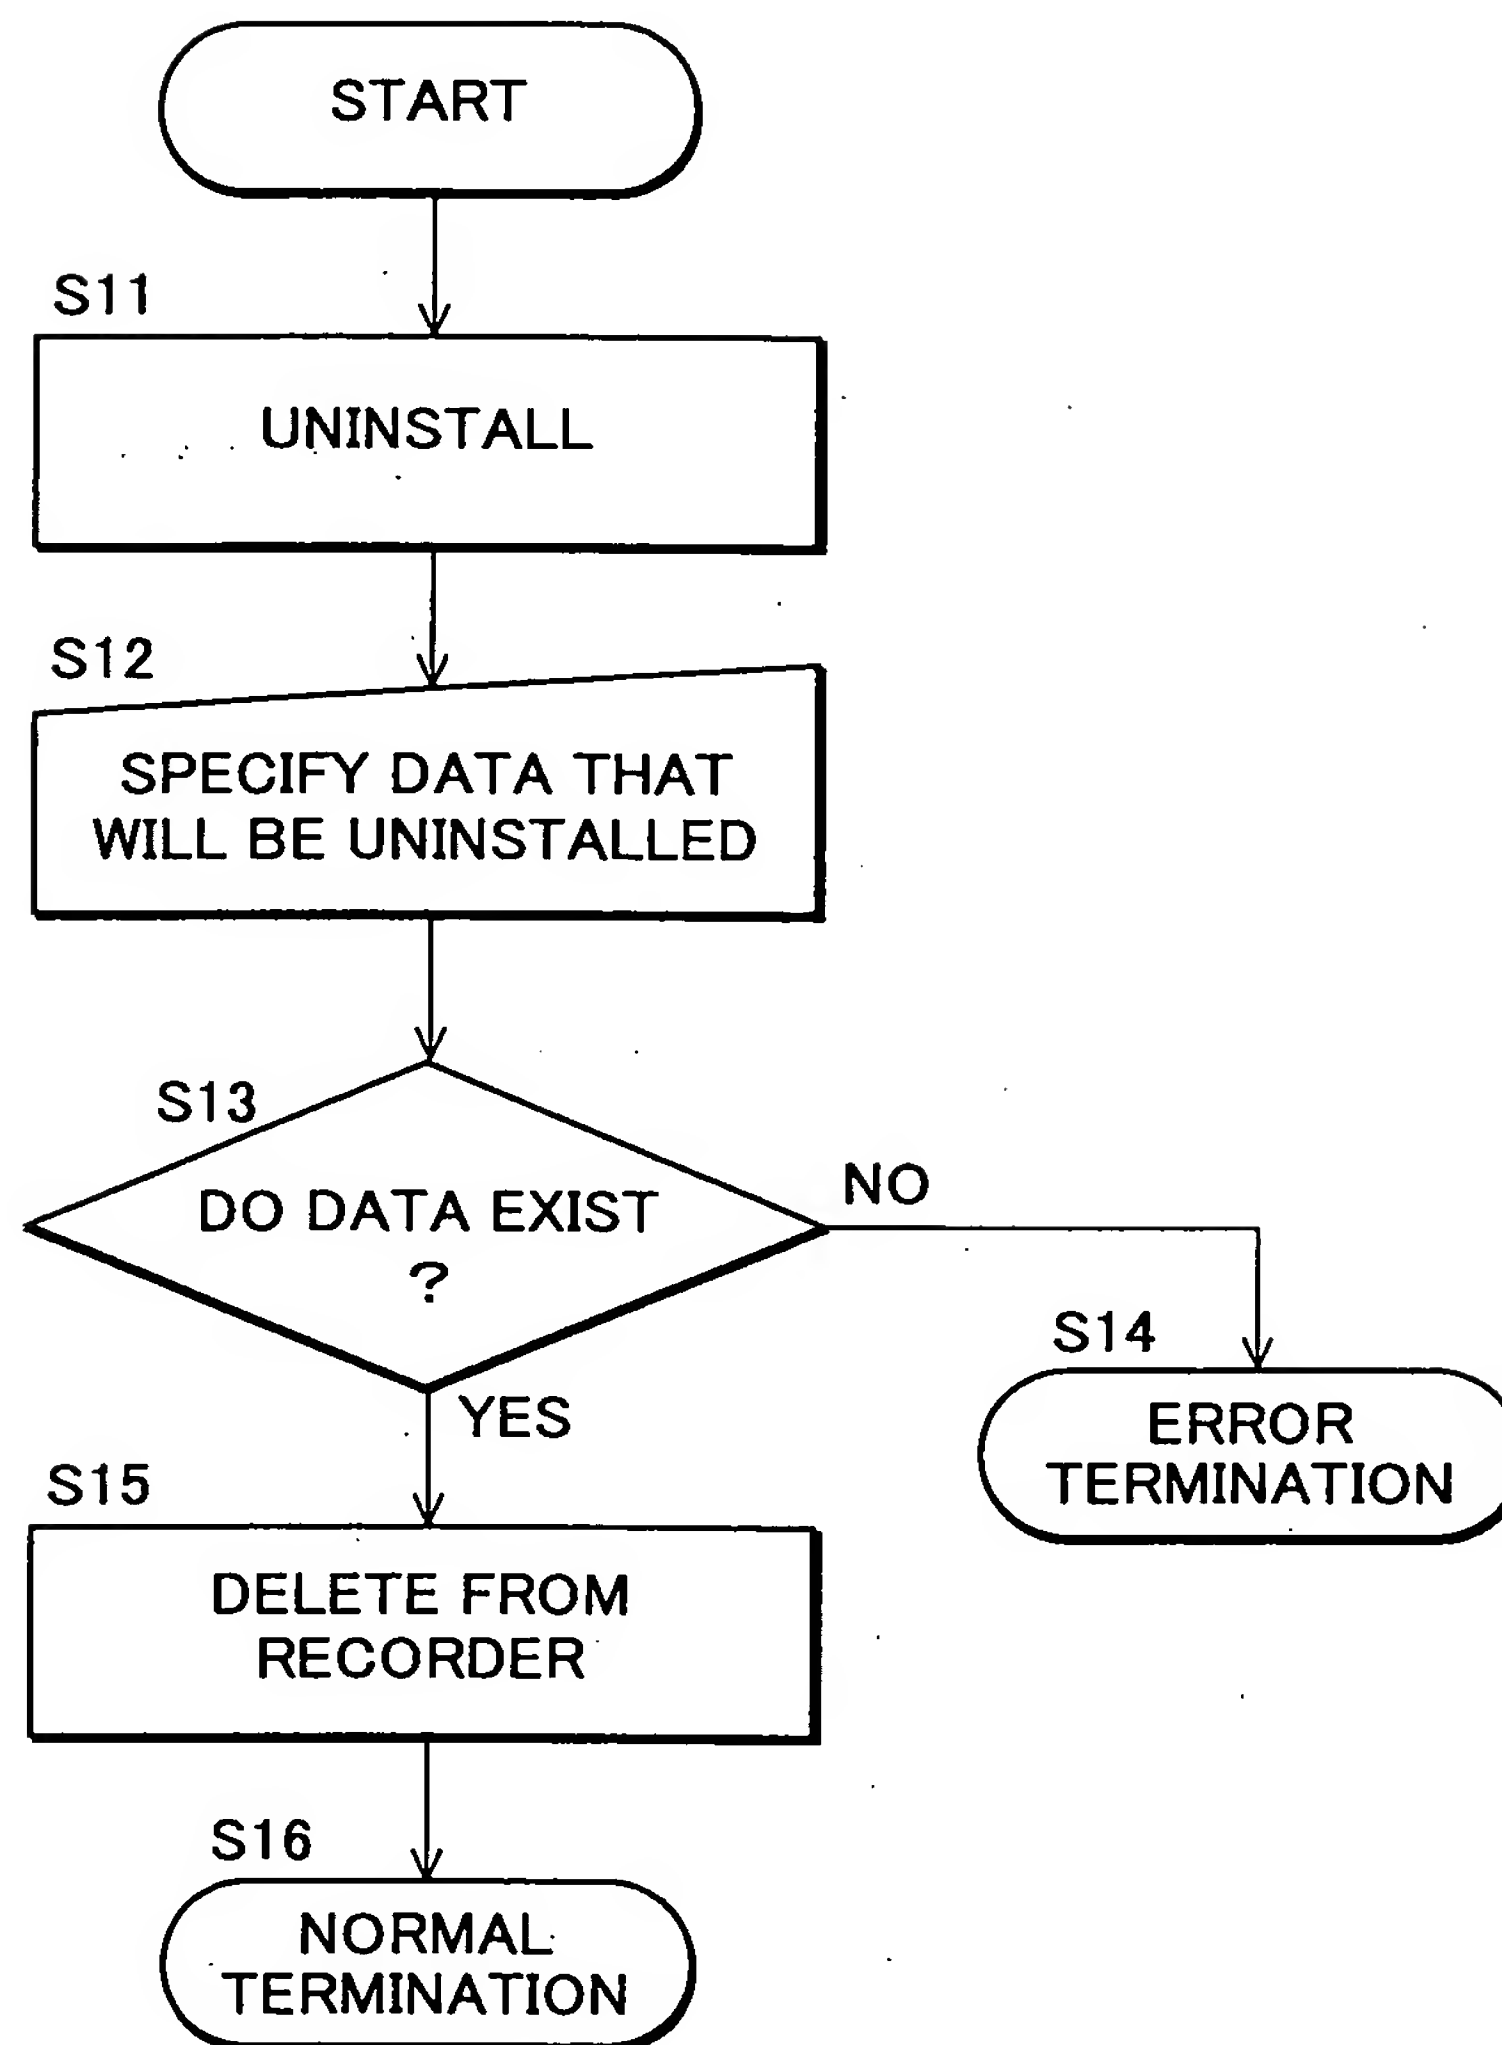 START
S11
UNINSTALL
S12
SPECIFY DATA THAT
WILL BE UNINSTALLED
S13
DO DATA EXIST
?
NO
YES
S14
ERROR
TERMINATION
S15
DELETE FROM
RECORDER
S16
NORMAL
TERMINATION